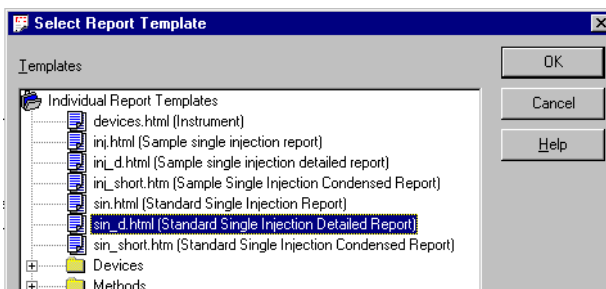 Select Report Template
Templates
OK
Individual Report Templates
Cancel
devices.html (Instrument)
inj.html (Sample single injection report)
Help
inj_d.html (Sample single injection detailed report)
inj_short.htm (Sample Single Injection Condensed Report)
sin.html (Standard Single Injection Report)
sin_d.html (Standard Single Injection Detailed Report)
sin_short.htm (Standard Single Injection Condensed Report)
Devices
Methods